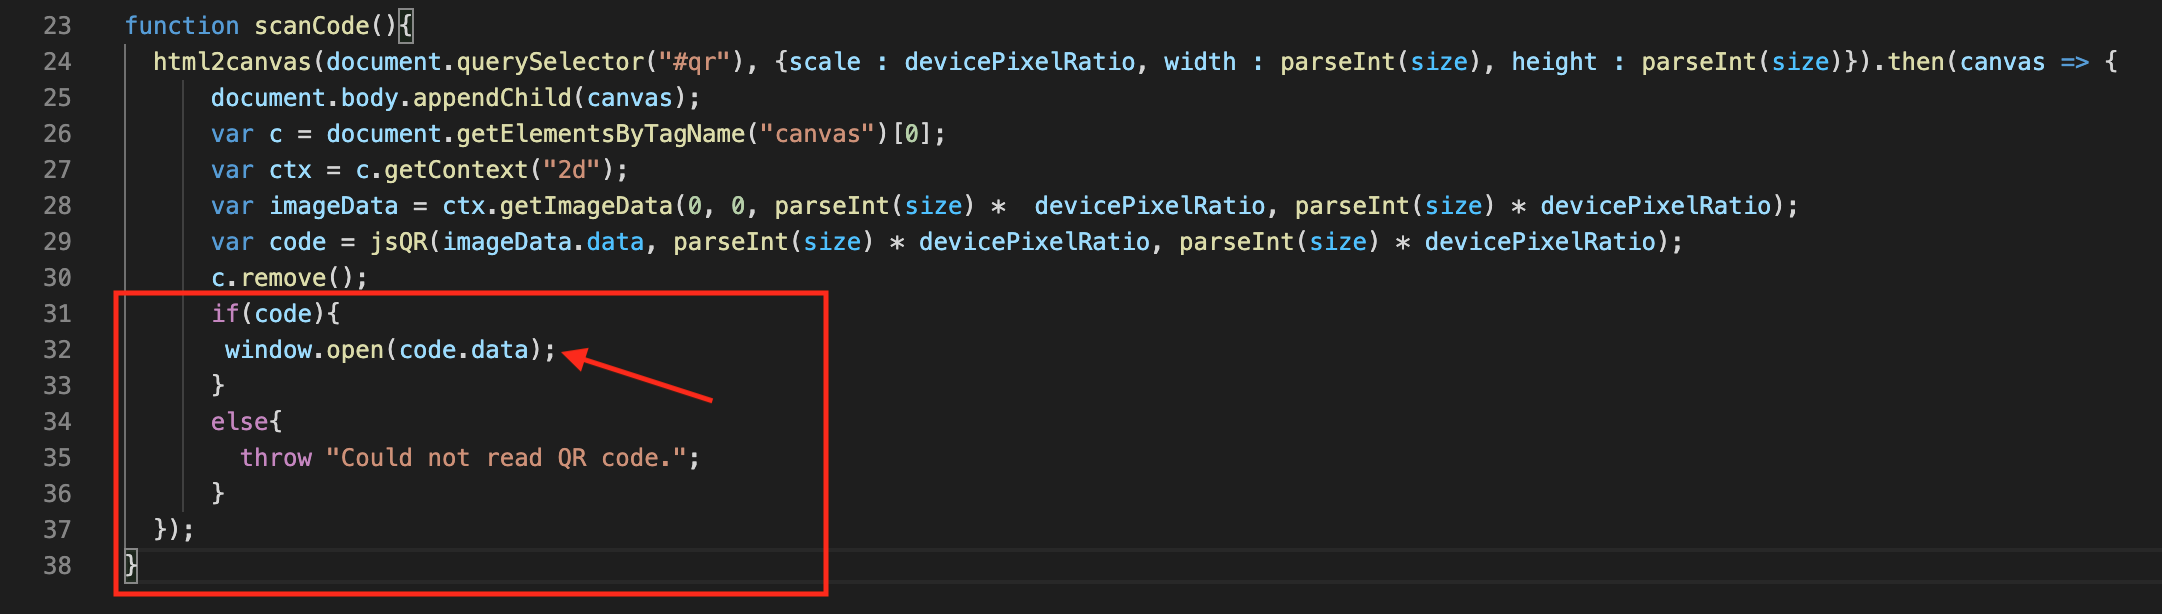 23 function scanCode(){
24 html2canvas(document.querySelector("#qr"), {scale : devicePixelRatio, width : parseInt(size), height : parseInt(size)}).then(canvas => {
25 document.body.appendChild(canvas);
26 var c = document.getElementsByTagName("canvas")[0];
27 var ctx = c.getContext("2d");
28 var imageData = ctx.getImageData(0, 0, parseInt(size) *  devicePixelRatio, parseInt(size) * devicePixelRatio);
29 var code = jsQR(imageData.data, parseInt(size) * devicePixelRatio, parseInt(size) * devicePixelRatio);
30 c.remove();
31 if(code){
32 window.open(code.data);
33 }
34 else{
35 throw "Could not read QR code.";
36 }
37 });
38 }